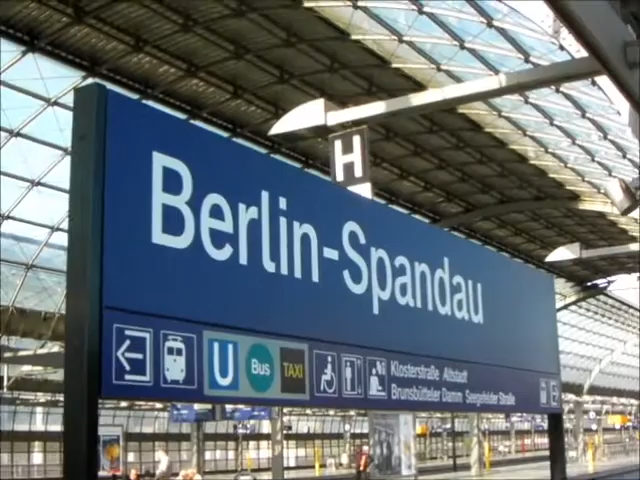 H
Berlin-Spandau
U Bus TAXI
Klosterstraße Altstadt
Brunsbütteler Damm Seegefelder Straße